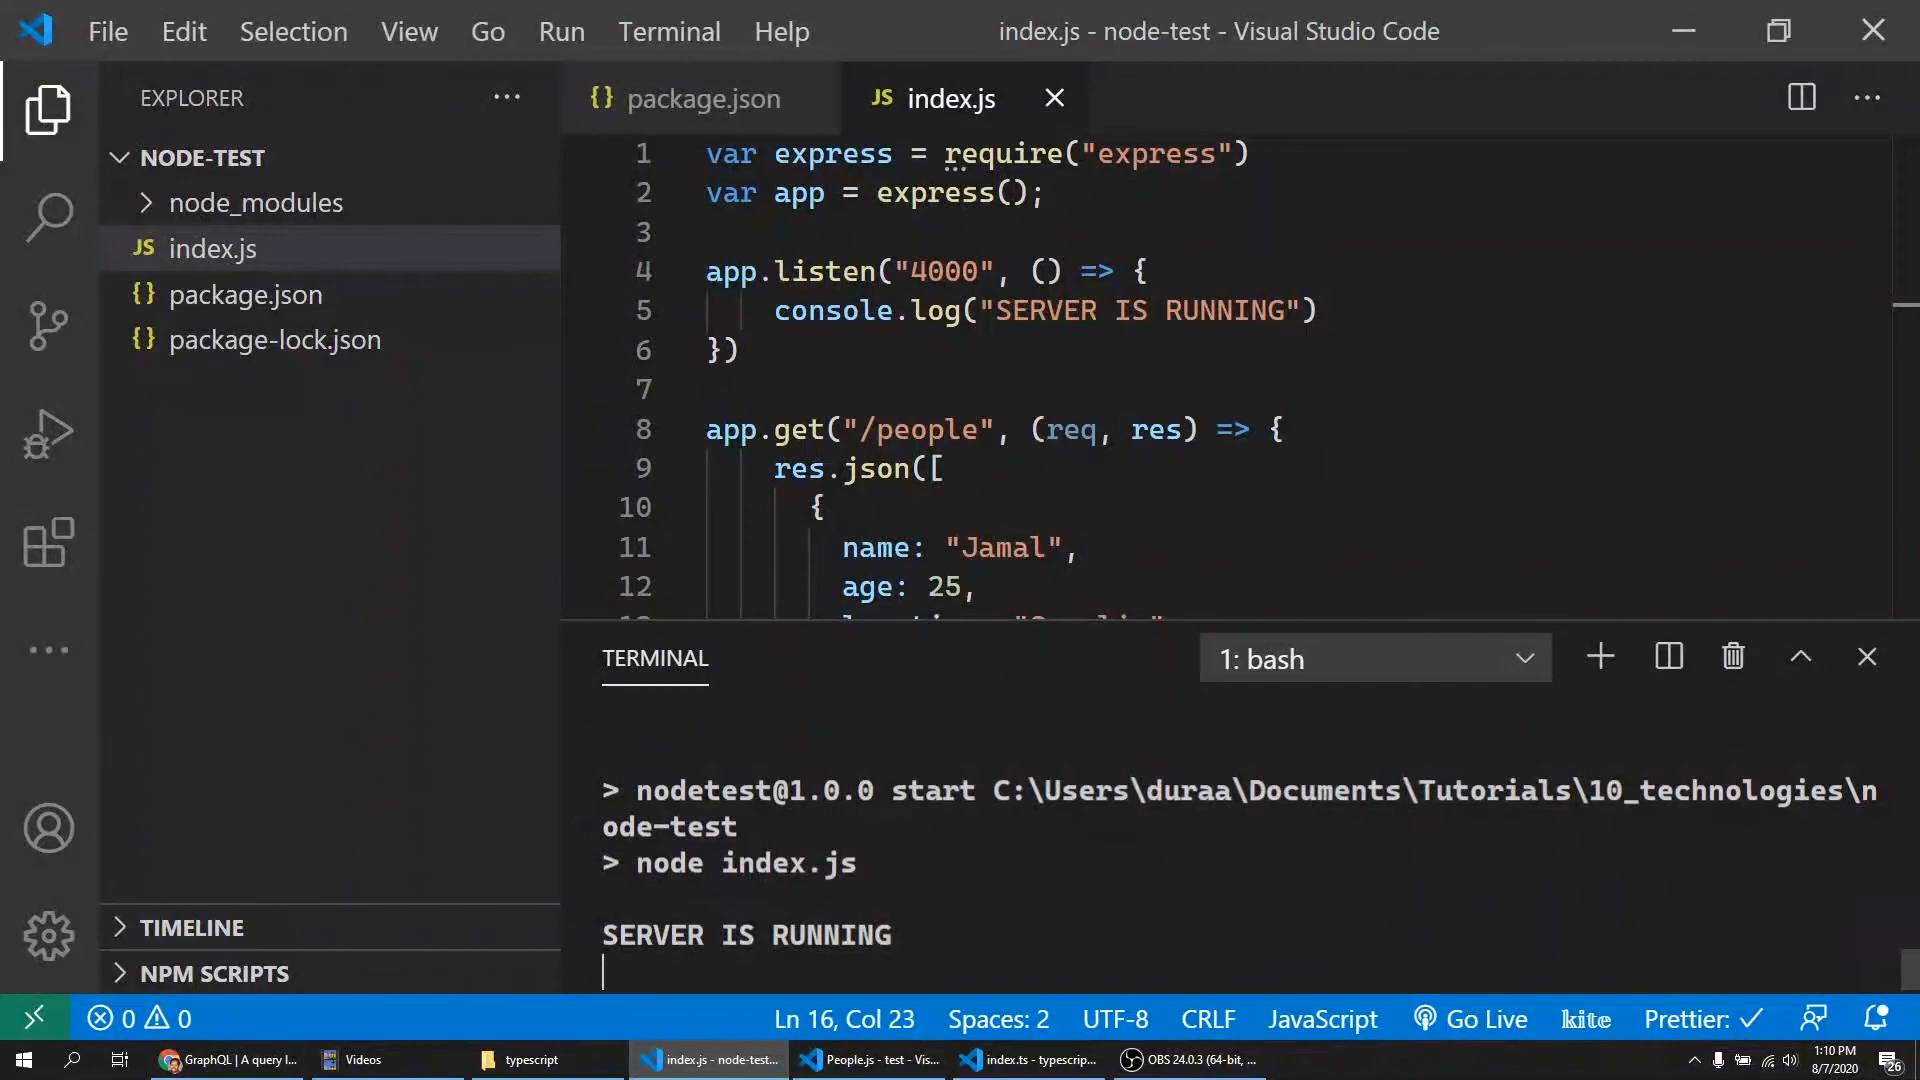 File Edit Selection View Go Run Terminal Help index.js - node-test - Visual Studio Code
EXPLORER
NODE-TEST
node_modules
JS index.js
{} package.json
{} package-lock.json
TIMELINE
NPM SCRIPTS
{} package.json JS index.js
1 var express = require("express")
2 var app = express();
3
4 app.listen("4000", () => {
5 console.log("SERVER IS RUNNING")
6 })
7
8 app.get("/people", (req, res) => {
9 res.json([
10 {
11 name: "Jamal",
12 age: 25,
TERMINAL 1: bash
> nodetest@1.0.0 start C:\Users\duraa\Documents\Tutorials\10_technologies\n
ode-test
> node index.js
SERVER IS RUNNING
0 0 Ln 16, Col 23 Spaces: 2 UTF-8 CRLF JavaScript Go Live kite Prettier: ✓
GraphQL | A query l... Videos typescript index.js - node-test... People.js - test - Vis... index.ts - typescrip... OBS 24.0.3 (64-bit, ...
1:10 PM
8/7/2020
26